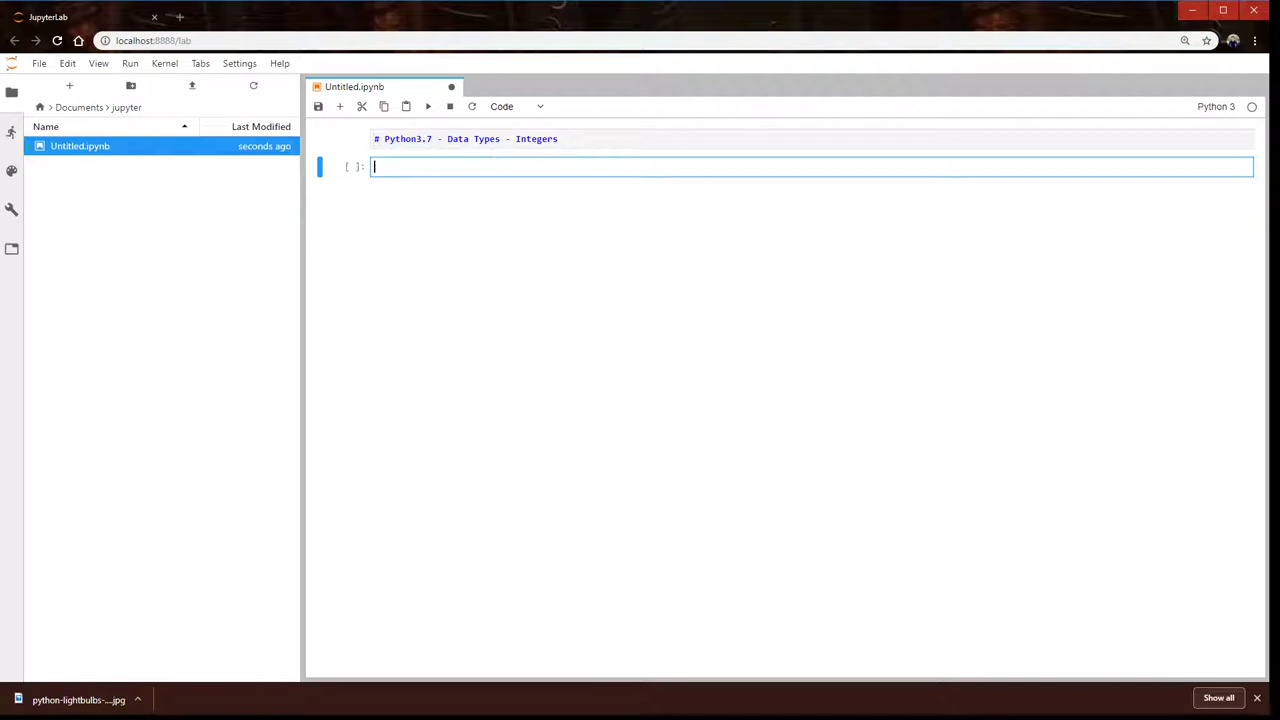 JupyterLab
localhost:8888/lab
File Edit View Run Kernel Tabs Settings Help
Untitled.ipynb
Code
Python 3
Documents › jupyter
Name Last Modified
Untitled.ipynb seconds ago
# Python3.7 - Data Types - Integers
[ ]:
python-lightbulbs-....jpg
Show all